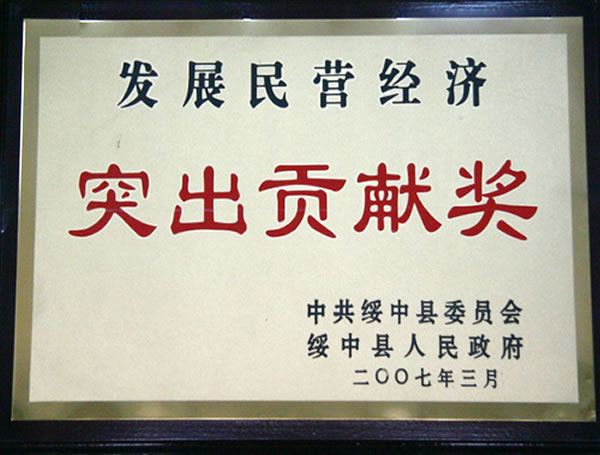 发展民营经济
突出贡献奖
中共绥中县委员会
绥中县人民政府
二〇〇七年三月